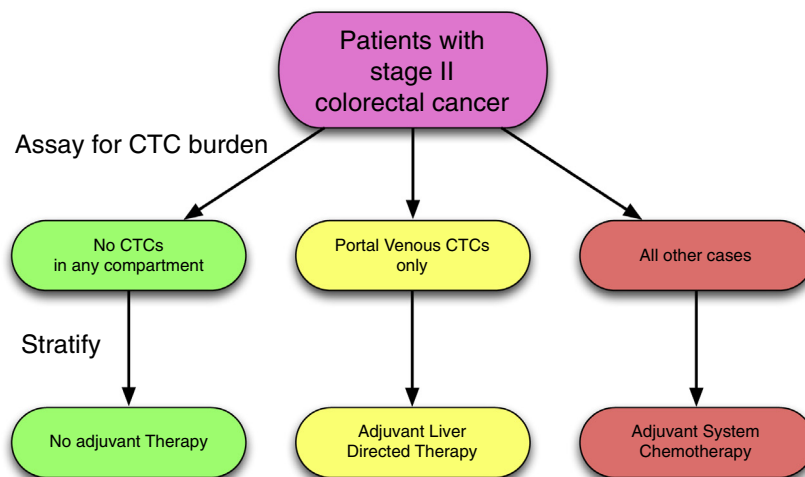 Patients with
stage II
colorectal cancer
Assay for CTC burden
No CTCs
in any compartment
Portal Venous CTCs
only
All other cases
Stratify
No adjuvant Therapy
Adjuvant Liver
Directed Therapy
Adjuvant System
Chemotherapy